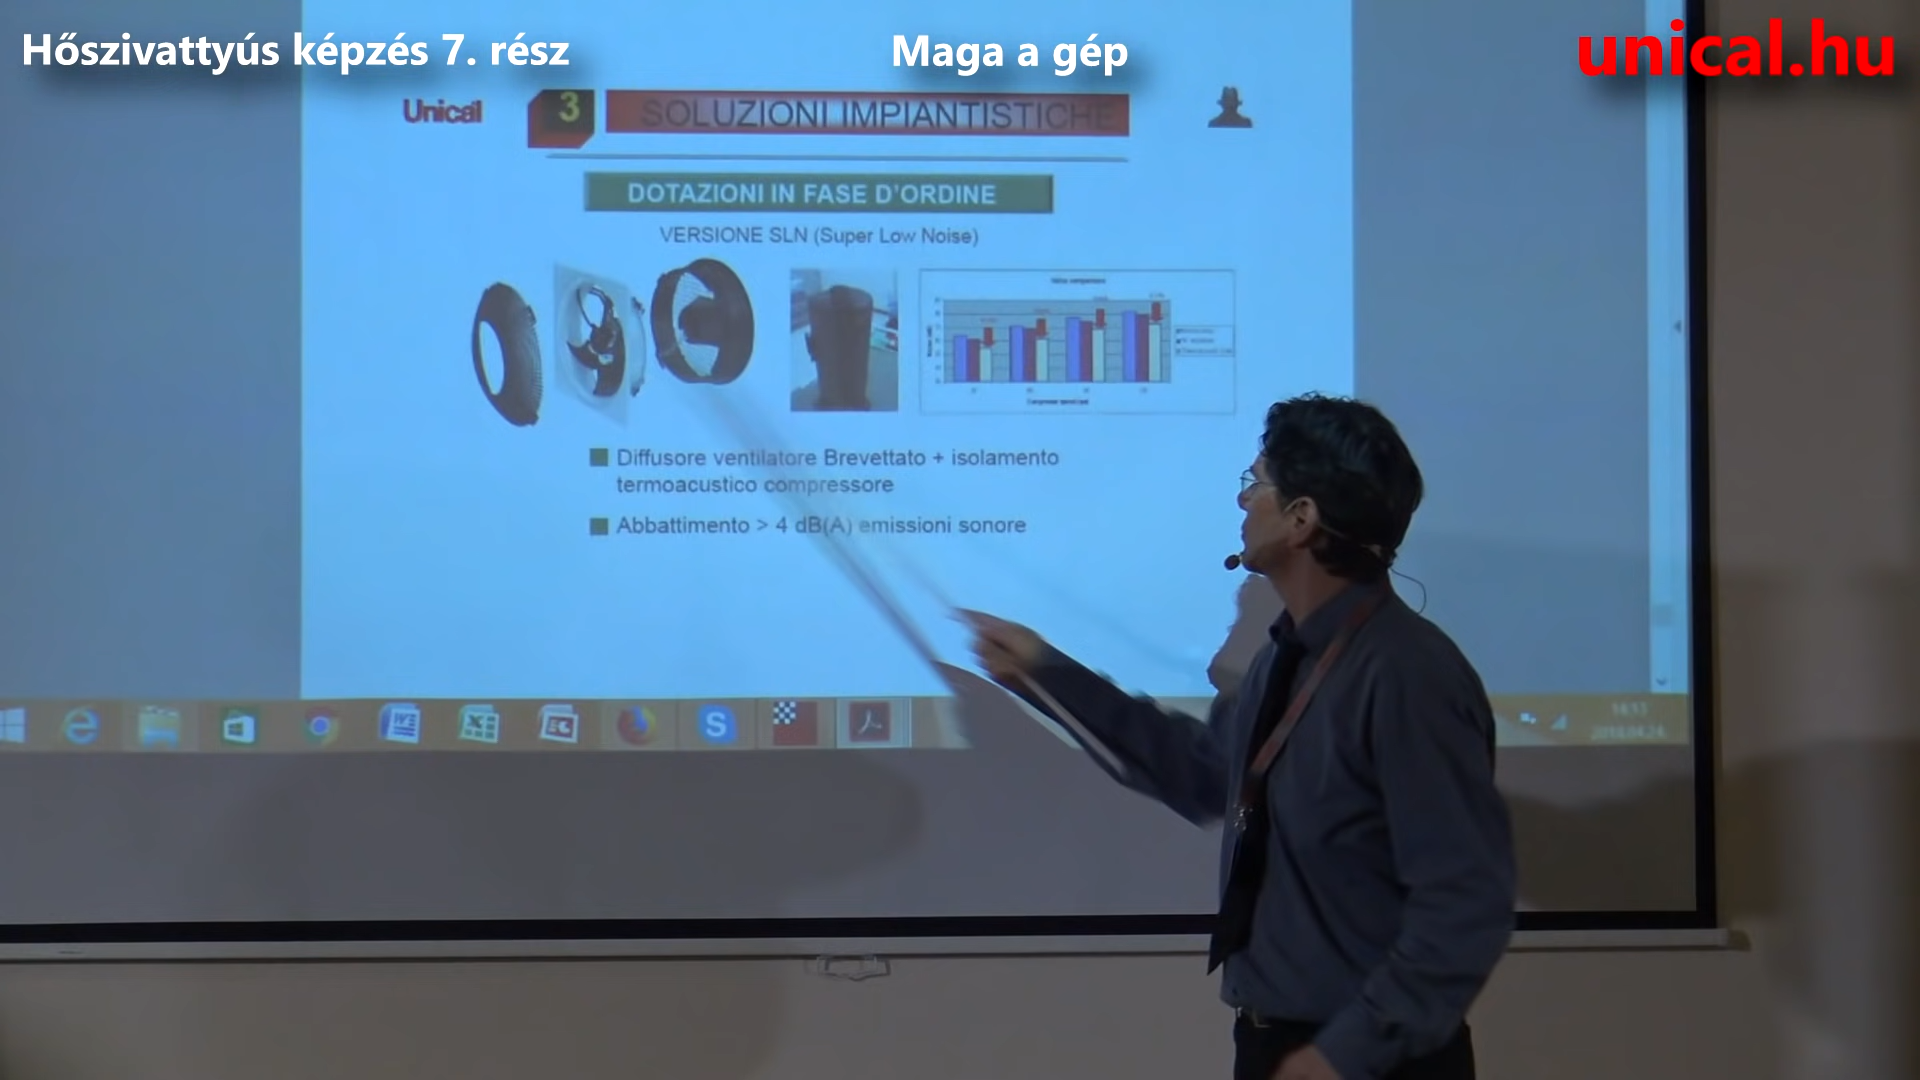 Hőszivattyús képzés 7. rész
Maga a gép
unical.hu
Unical
3
SOLUZIONI IMPIANTISTICHE
DOTAZIONI IN FASE D'ORDINE
VERSIONE SLN (Super Low Noise)
Diffusore ventilatore Brevettato + isolamento
termoacustico compressore
Abbattimento > 4 dB(A) emissioni sonore